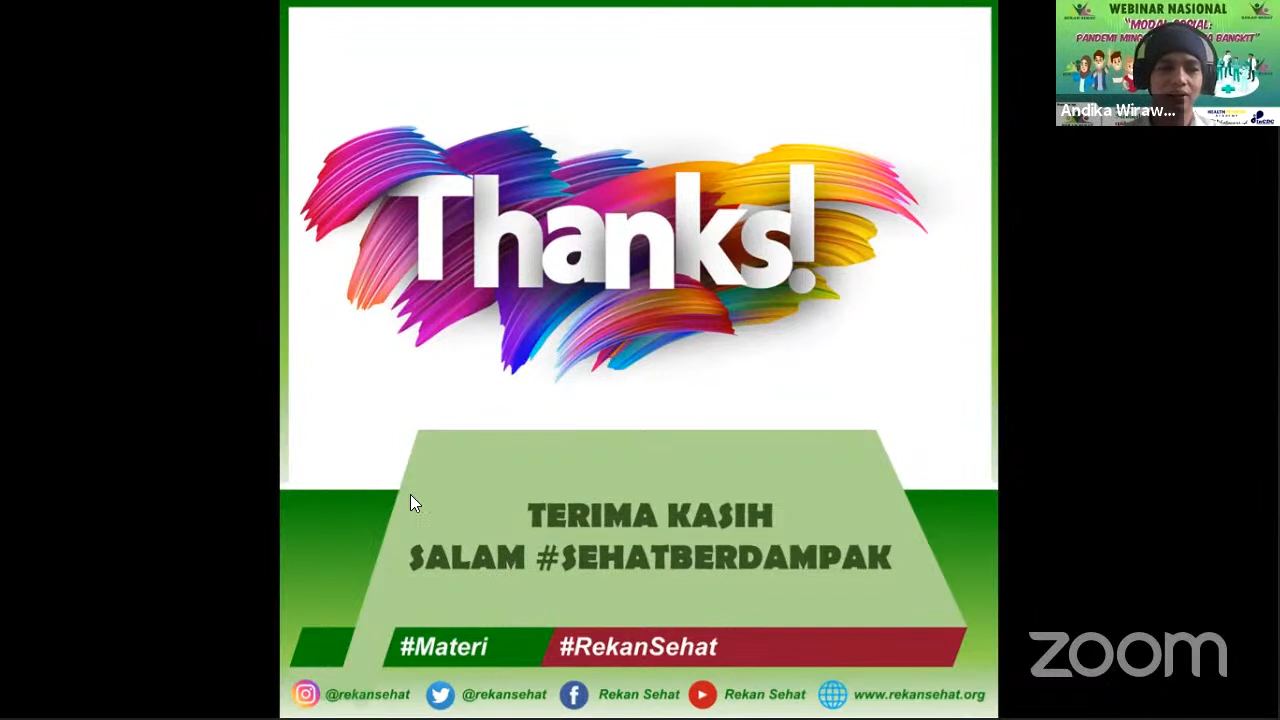 Thanks!
TERIMA KASIH
SALAM #SEHATBERDAMPAK
#Materi
#RekanSehat
@rekansehat
@rekansehat
Rekan Sehat
Rekan Sehat
www.rekansehat.org
WEBINAR NASIONAL
"MODAL SOSIAL:
PANDEMI BANGKIT"
Andika Wiraw...
zoom